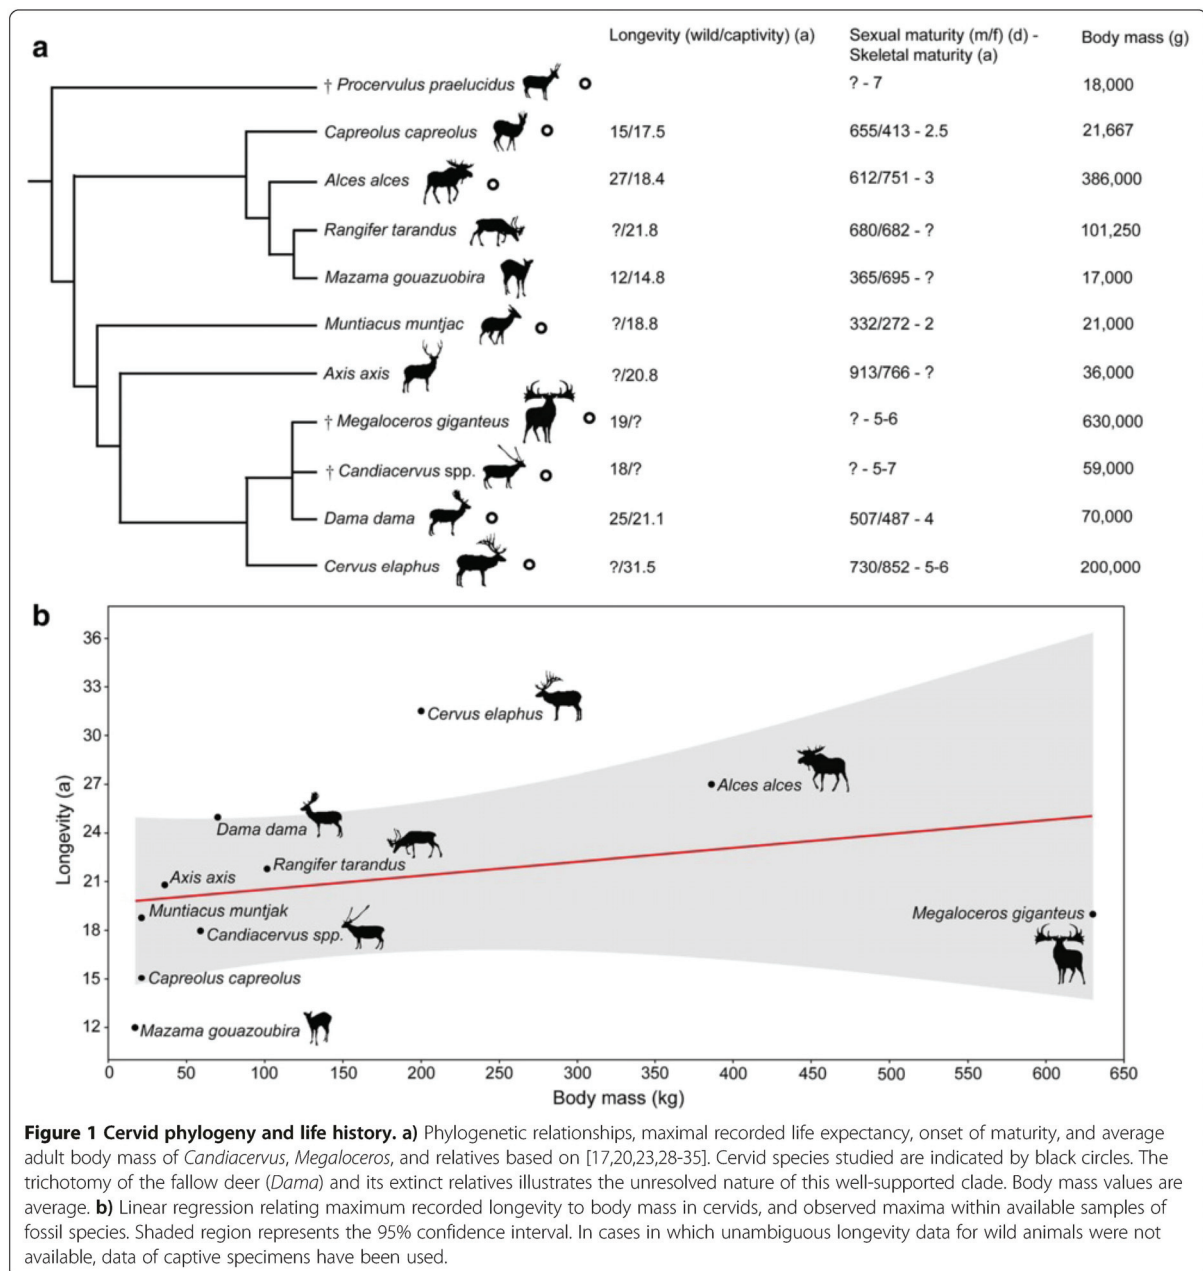 a
Longevity (wild/captivity) (a)
Sexual maturity (m/f) (d) -
Skeletal maturity (a)
Body mass (g)
† Procervulus praelucidus ? - 7 18,000
Capreolus capreolus 15/17.5 655/413 - 2.5 21,667
Alces alces 27/18.4 612/751 - 3 386,000
Rangifer tarandus ?/21.8 680/682 - ? 101,250
Mazama gouazuobira 12/14.8 365/695 - ? 17,000
Muntiacus muntjac ?/18.8 332/272 - 2 21,000
Axis axis ?/20.8 913/766 - ? 36,000
† Megaloceros giganteus 19/? ? - 5-6 630,000
† Candiacervus spp. 18/? ? - 5-7 59,000
Dama dama 25/21.1 507/487 - 4 70,000
Cervus elaphus ?/31.5 730/852 - 5-6 200,000
b
Longevity (a)
36
33
30
27
24
21
18
15
12
Cervus elaphus
Alces alces
Dama dama
Rangifer tarandus
Axis axis
Muntiacus muntjak
Megaloceros giganteus
Candiacervus spp.
Capreolus capreolus
Mazama gouazoubira
0 50 100 150 200 250 300 350 400 450 500 550 600 650
Body mass (kg)
Figure 1 Cervid phylogeny and life history. a) Phylogenetic relationships, maximal recorded life expectancy, onset of maturity, and average
adult body mass of Candiacervus, Megaloceros, and relatives based on [17,20,23,28-35]. Cervid species studied are indicated by black circles. The
trichotomy of the fallow deer (Dama) and its extinct relatives illustrates the unresolved nature of this well-supported clade. Body mass values are
average. b) Linear regression relating maximum recorded longevity to body mass in cervids, and observed maxima within available samples of
fossil species. Shaded region represents the 95% confidence interval. In cases in which unambiguous longevity data for wild animals were not
available, data of captive specimens have been used.